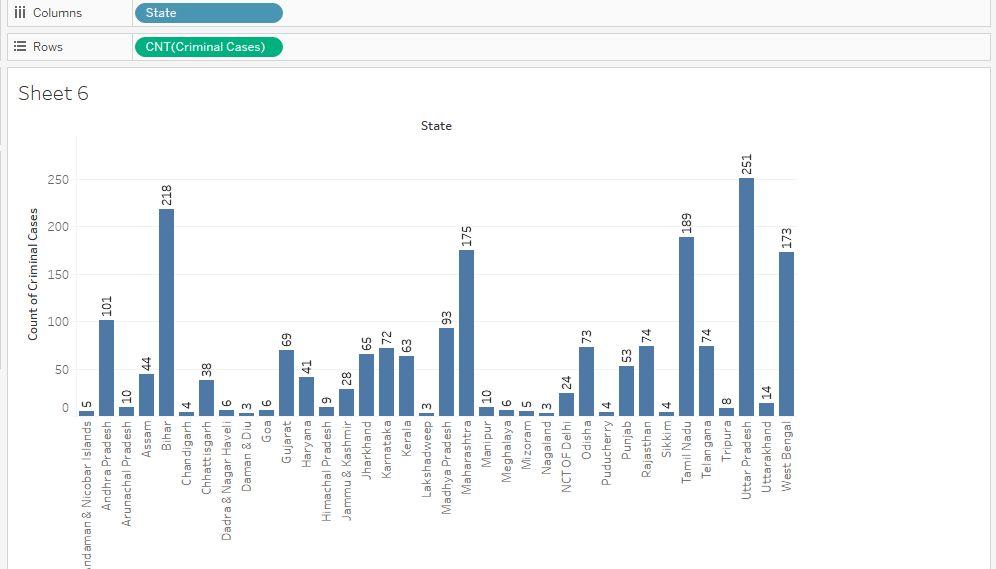 Columns
State
Rows
CNT(Criminal Cases)
Sheet 6
State
Count of Criminal Cases
250
200
150
100
50
0
5
101
10
44
218
4
38
6
3
6
69
41
9
28
65
72
63
3
93
175
10
6
5
3
24
73
4
53
74
4
189
74
8
251
14
173
ndaman & Nicobar Islands
Andhra Pradesh
Arunachal Pradesh
Assam
Bihar
Chandigarh
Chhattisgarh
Dadra & Nagar Haveli
Daman & Diu
Goa
Gujarat
Haryana
Himachal Pradesh
Jammu & Kashmir
Jharkhand
Karnataka
Kerala
Lakshadweep
Madhya Pradesh
Maharashtra
Manipur
Meghalaya
Mizoram
Nagaland
NCT OF Delhi
Odisha
Puducherry
Punjab
Rajasthan
Sikkim
Tamil Nadu
Telangana
Tripura
Uttar Pradesh
Uttarakhand
West Bengal